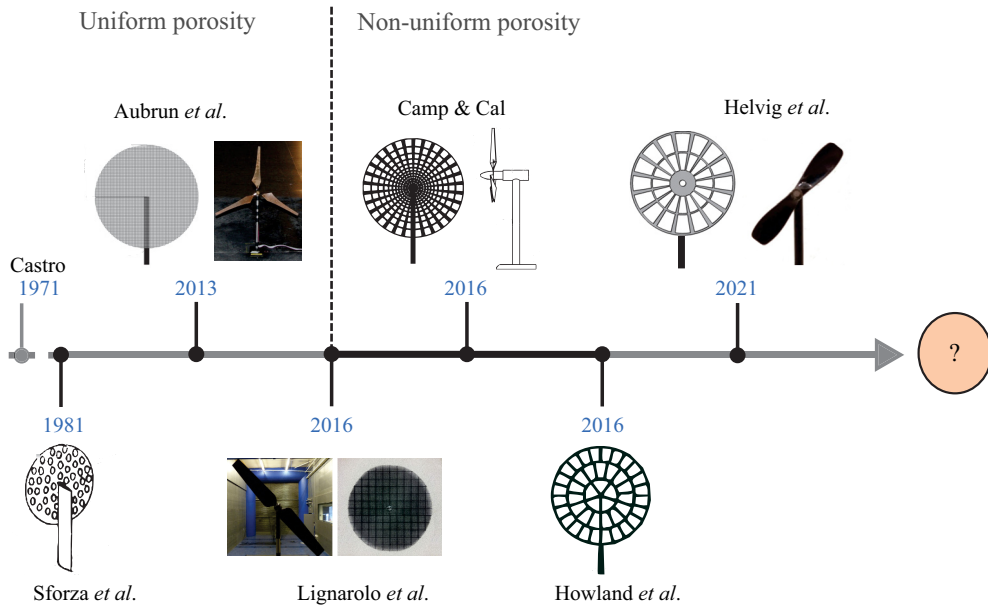 Uniform porosity
Non-uniform porosity
Aubrun et al.
Camp & Cal
Helvig et al.
Castro
1971
2013
2016
2021
?
1981
2016
2016
Sforza et al.
Lignarolo et al.
Howland et al.